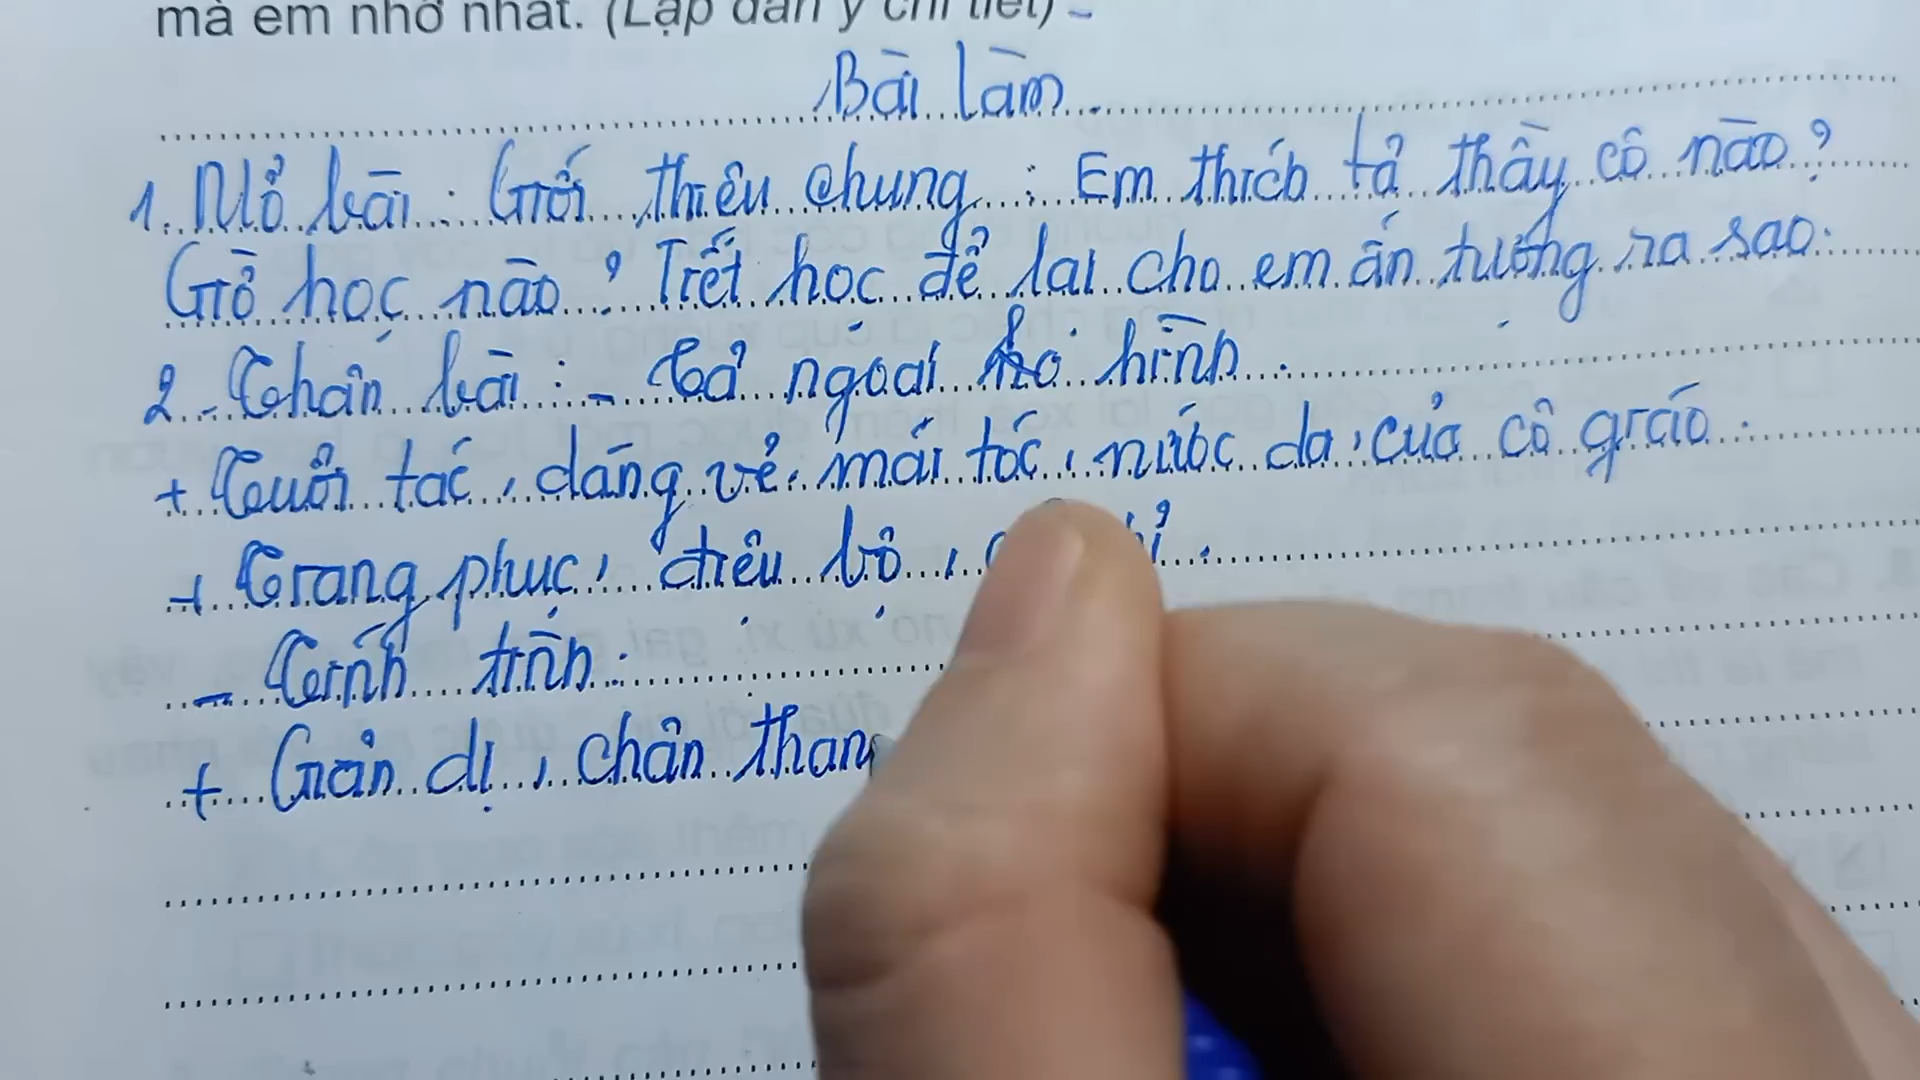 mà em nhớ nhất. (Lập dàn ý chi tiết)
Bài làm.
1. Mở bài: Giới thiệu chung: Em thích tả thầy cô nào?
Giờ học nào? Tiết học để lại cho em ấn tượng ra sao.
2. Thân bài: - Tả ngoại hình.
+ Tuổi tác, dáng vẻ, mái tóc, nước da, của cô giáo.
+ Trang phục, điệu bộ,
- Tính tình:
+ Giản dị, chân